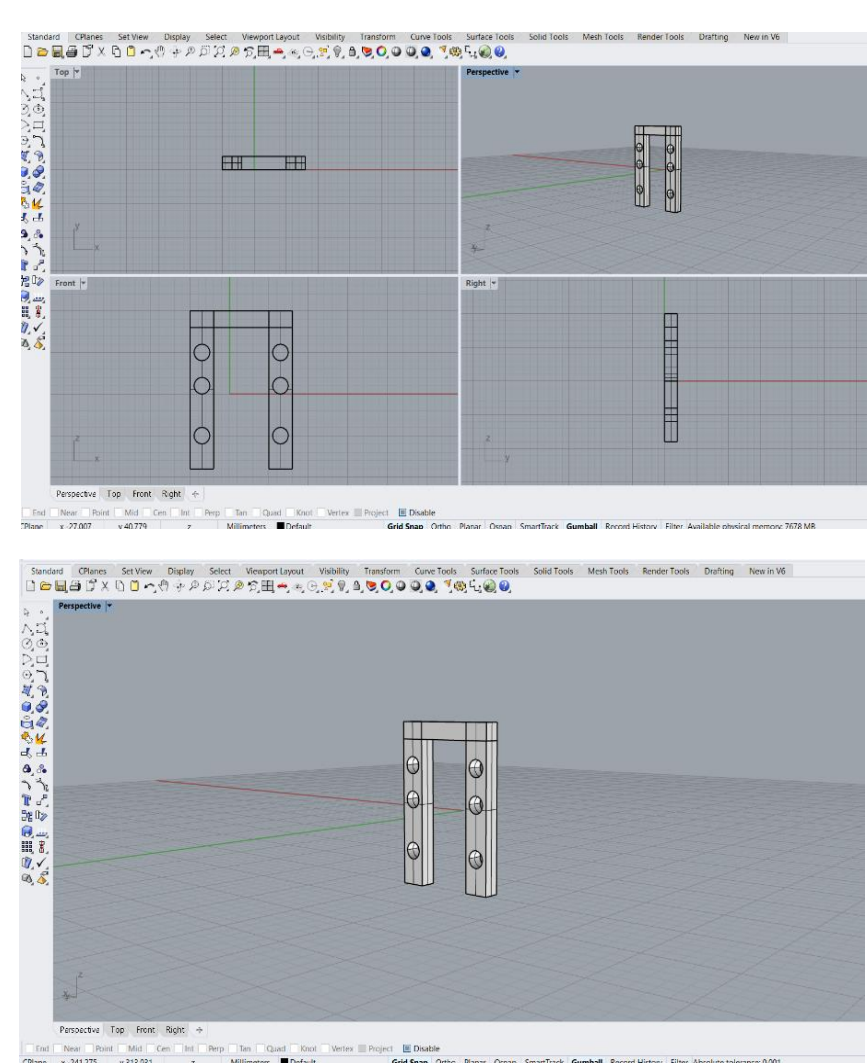 Standard CPlanes Set View Display Select Viewport Layout Visibility Transform Curve Tools Surface Tools Solid Tools Mesh Tools Render Tools Drafting New in V6
Top
Perspective
y
x
z
Front
Right
z
x
z
y
Perspective Top Front Right
End Near Point Mid Cen Int Perp Tan Quad Knot Vertex Project Disable
CPlane x -27.007 y 40.779 z Millimeters Default Grid Snap Ortho Planar Osnap SmartTrack Gumball Record History Filter Available physical memory: 7678 MB
Standard CPlanes Set View Display Select Viewport Layout Visibility Transform Curve Tools Surface Tools Solid Tools Mesh Tools Render Tools Drafting New in V6
Perspective
z
Perspective Top Front Right
End Near Point Mid Cen Int Perp Tan Quad Knot Vertex Project Disable
CPlane x -241.275 y 313.031 z Millimeters Default Grid Snap Ortho Planar Osnap SmartTrack Gumball Record History Filter Absolute tolerance: 0.001